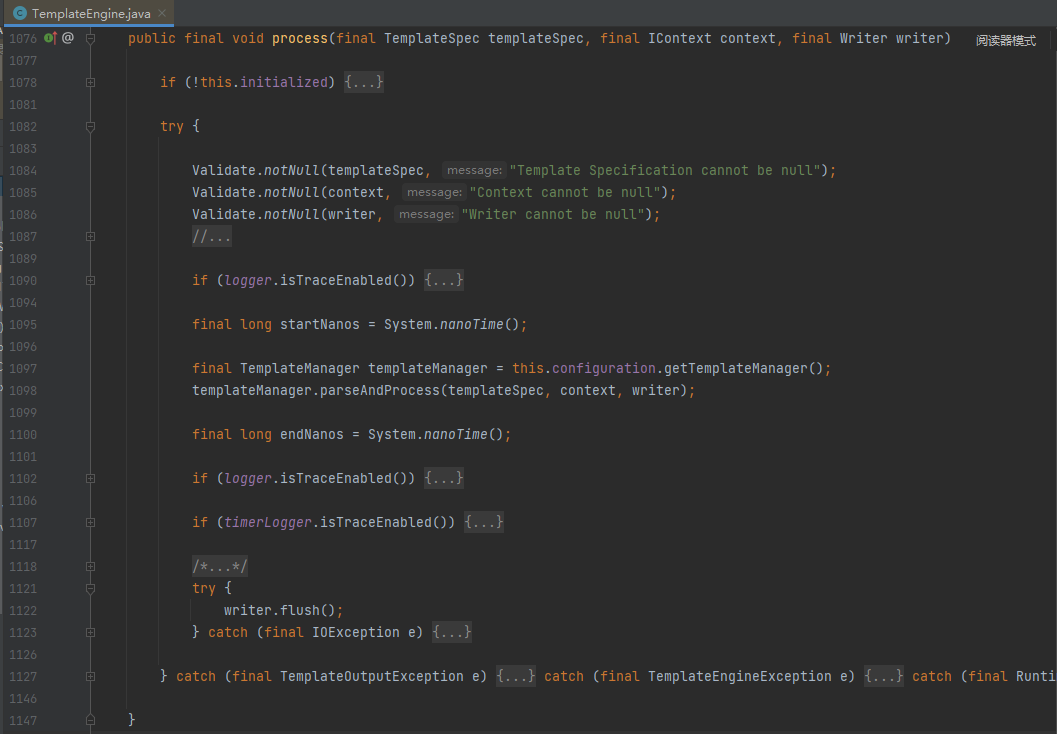 TemplateEngine.java
1076 @ public final void process(final TemplateSpec templateSpec, final IContext context, final Writer writer) 阅读器模式
1077
1078 if (!this.initialized) {...}
1081
1082 try {
1083
1084 Validate.notNull(templateSpec, message: "Template Specification cannot be null");
1085 Validate.notNull(context, message: "Context cannot be null");
1086 Validate.notNull(writer, message: "Writer cannot be null");
1087 //...
1089
1090 if (logger.isTraceEnabled()) {...}
1094
1095 final long startNanos = System.nanoTime();
1096
1097 final TemplateManager templateManager = this.configuration.getTemplateManager();
1098 templateManager.parseAndProcess(templateSpec, context, writer);
1099
1100 final long endNanos = System.nanoTime();
1101
1102 if (logger.isTraceEnabled()) {...}
1106
1107 if (timerLogger.isTraceEnabled()) {...}
1117
1118 /*...*/
1121 try {
1122 writer.flush();
1123 } catch (final IOException e) {...}
1126
1127 } catch (final TemplateOutputException e) {...} catch (final TemplateEngineException e) {...} catch (final Runti
1146
1147 }